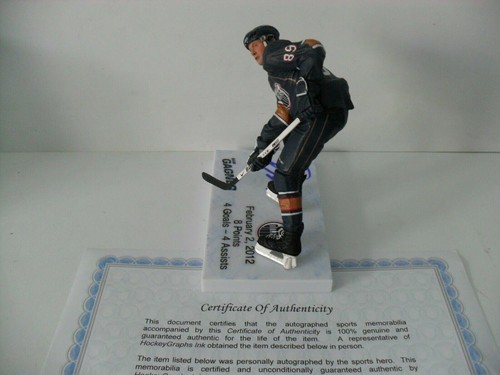 89
SAM
GAGNER
February 2, 2012
8 Points
4 Goals - 4 Assists
Certificate Of Authenticity
This document certifies that the autographed sports memorabilia
accompanied by this Certificate of Authenticity is 100% genuine and
guaranteed authentic for the life of the item. A representative of
HockeyGraphs Ink obtained the item described below in person.
The item listed below was personally autographed by the sports hero. This
memorabilia is certified and unconditionally guaranteed authentic by